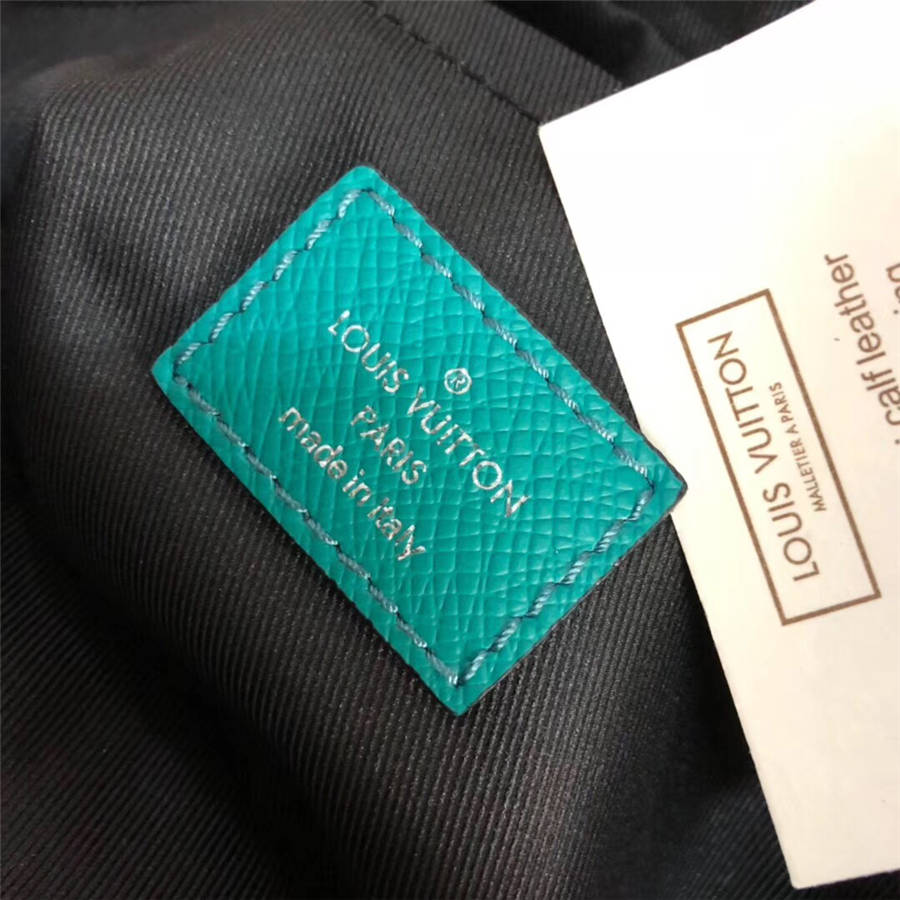 ®
LOUIS VUITTON
PARIS
made in italy
LOUIS VUITTON
MALLETIER A PARIS
calf leather